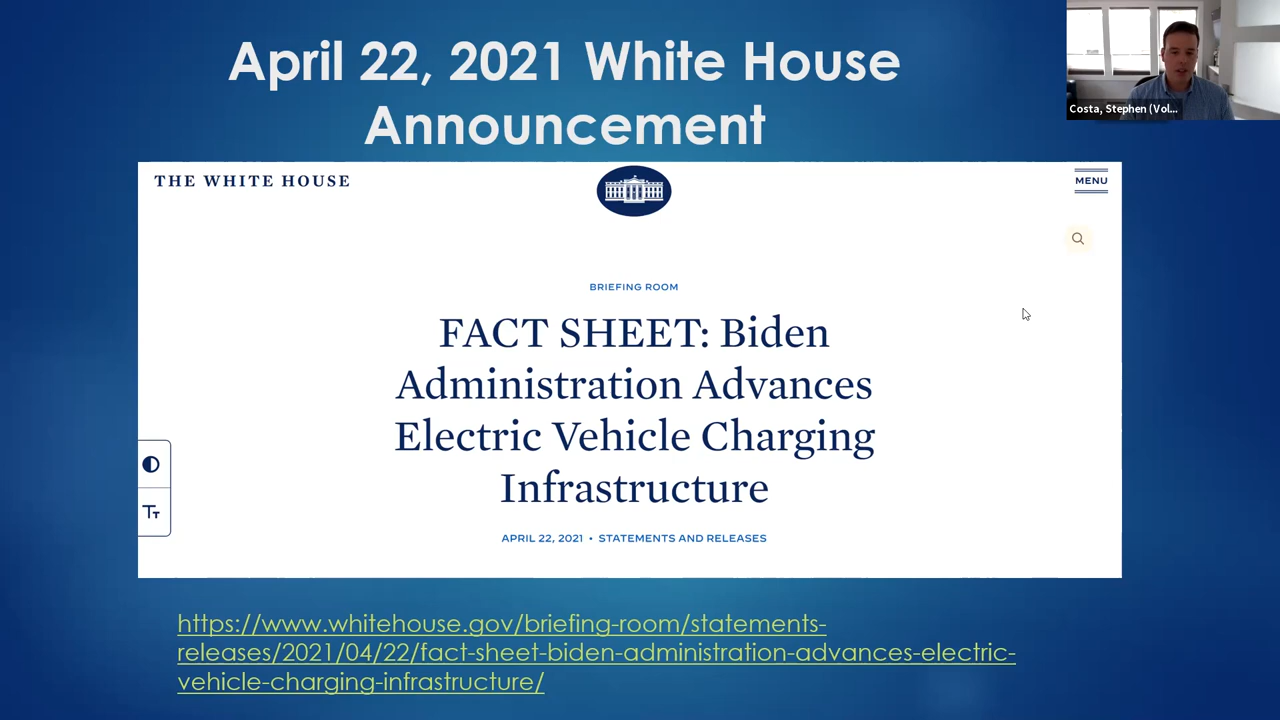 April 22, 2021 White House
Announcement
Costa, Stephen (Vol...
THE WHITE HOUSE
MENU
BRIEFING ROOM
FACT SHEET: Biden
Administration Advances
Electric Vehicle Charging
Infrastructure
Tт
APRIL 22, 2021 • STATEMENTS AND RELEASES
https://www.whitehouse.gov/briefing-room/statements-
releases/2021/04/22/fact-sheet-biden-administration-advances-electric-
vehicle-charging-infrastructure/